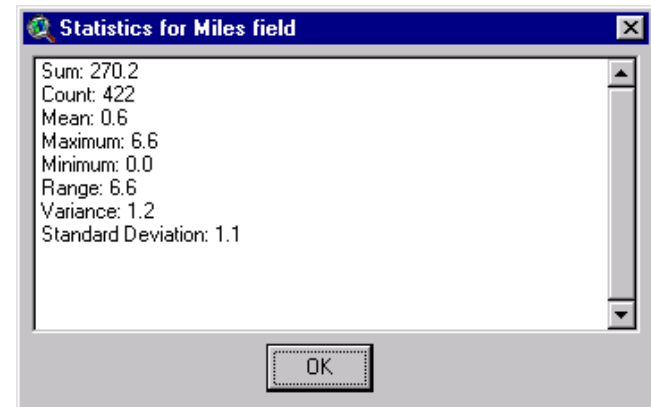 Statistics for Miles field
Sum: 270.2
Count: 422
Mean: 0.6
Maximum: 6.6
Minimum: 0.0
Range: 6.6
Variance: 1.2
Standard Deviation: 1.1
OK